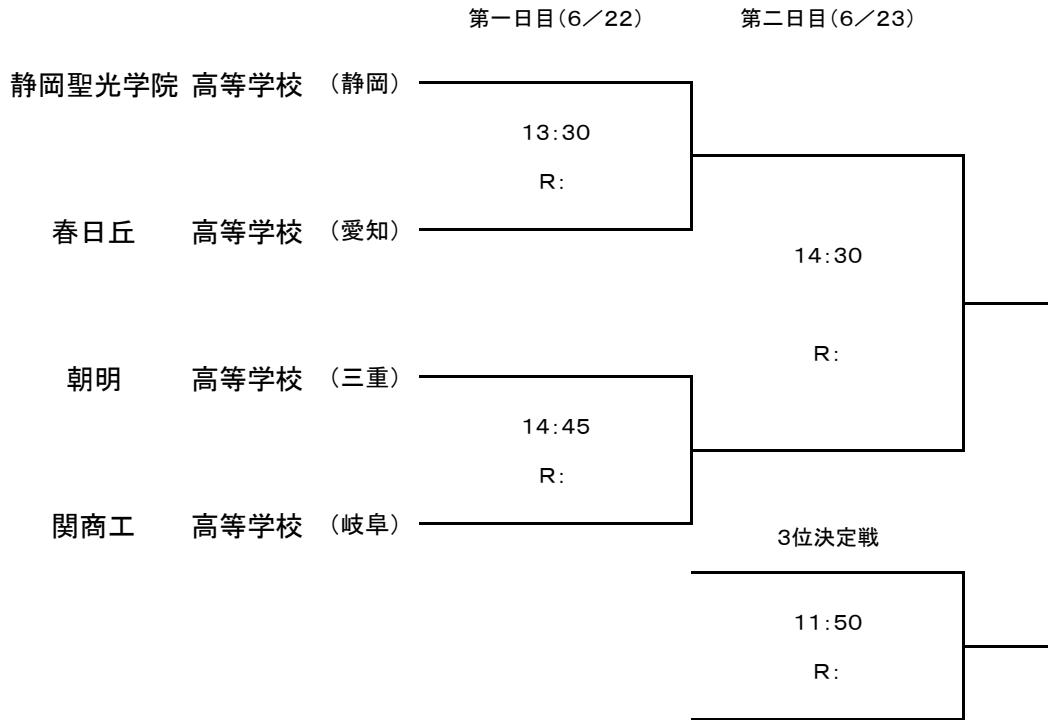 第一日目(6／22) 第二日目(6／23)
静岡聖光学院 高等学校 (静岡)
13:30
R:
春日丘 高等学校 (愛知)
14:30
R:
朝明 高等学校 (三重)
14:45
R:
関商工 高等学校 (岐阜)
3位決定戦
11:50
R: